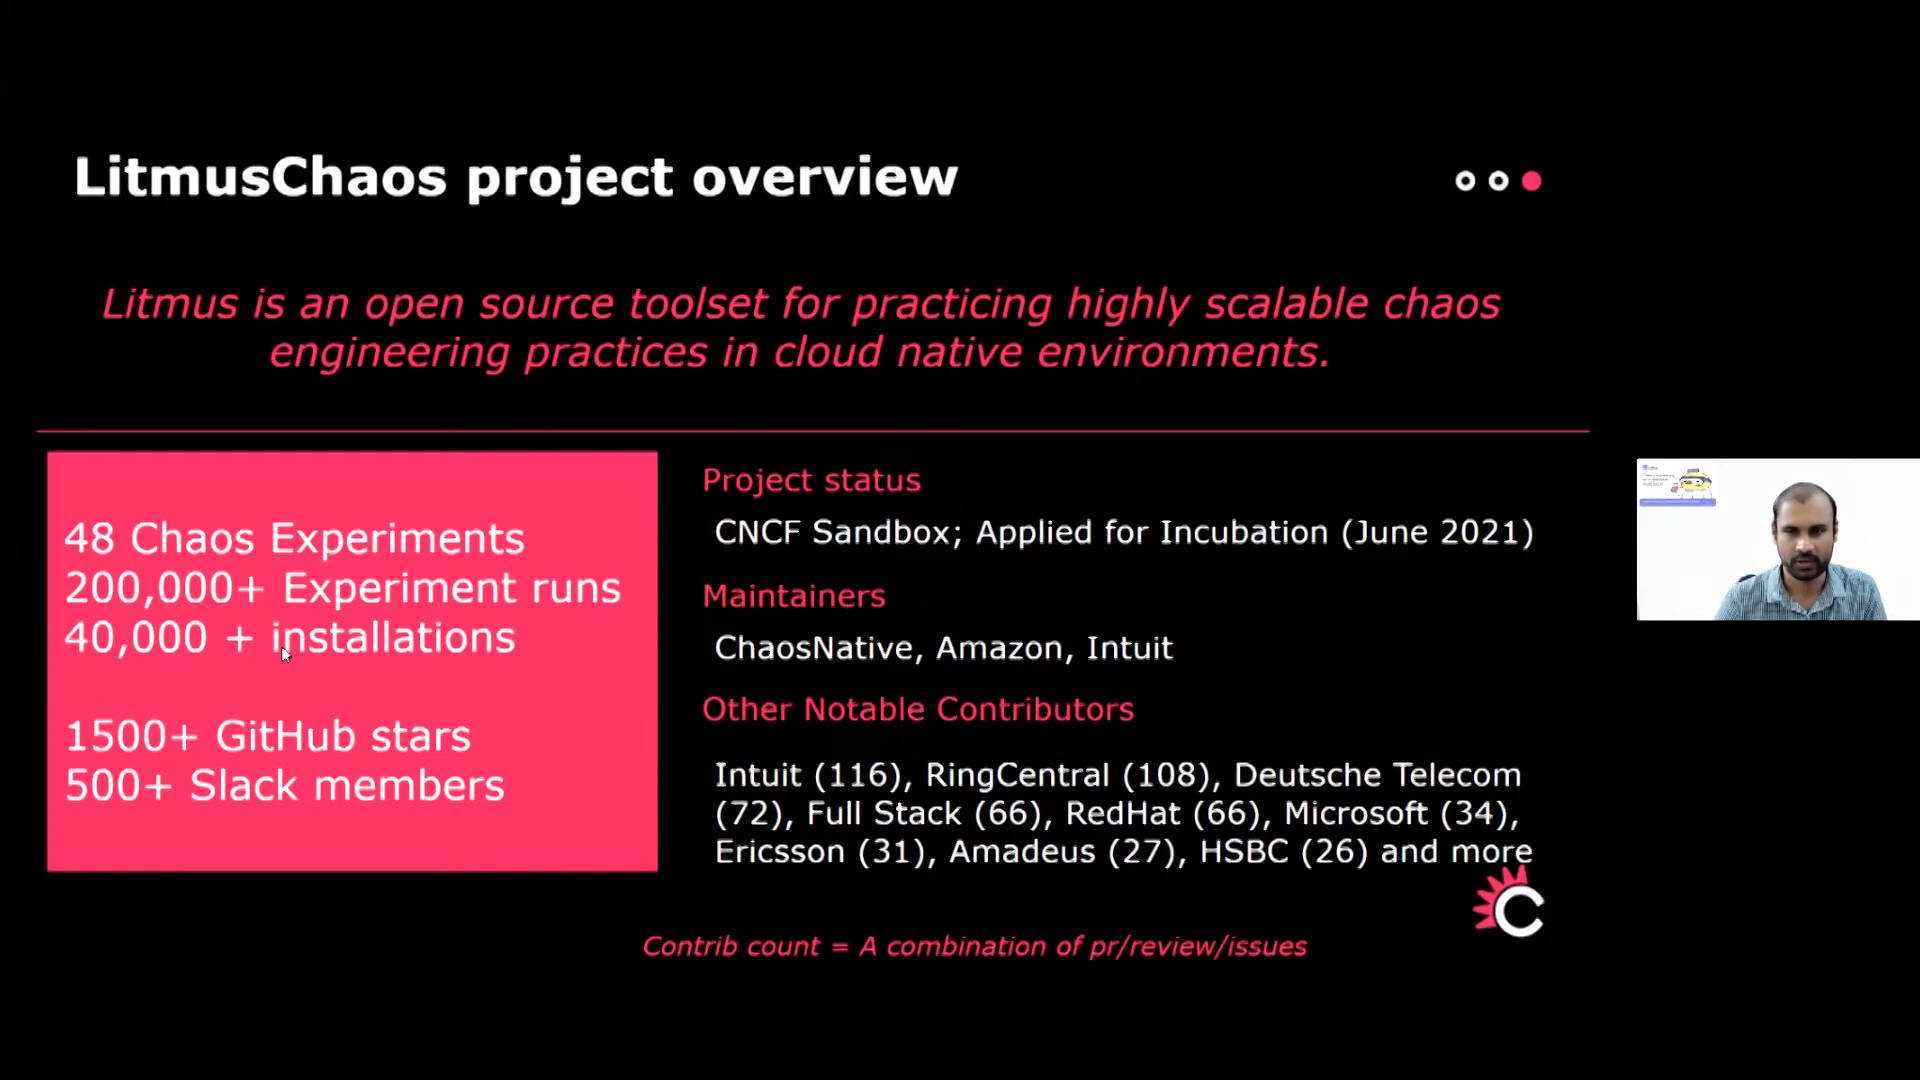 LitmusChaos project overview
Litmus is an open source toolset for practicing highly scalable chaos
engineering practices in cloud native environments.
48 Chaos Experiments
200,000+ Experiment runs
40,000 + installations
1500+ GitHub stars
500+ Slack members
Project status
CNCF Sandbox; Applied for Incubation (June 2021)
Maintainers
ChaosNative, Amazon, Intuit
Other Notable Contributors
Intuit (116), RingCentral (108), Deutsche Telecom
(72), Full Stack (66), RedHat (66), Microsoft (34),
Ericsson (31), Amadeus (27), HSBC (26) and more
Contrib count = A combination of pr/review/issues